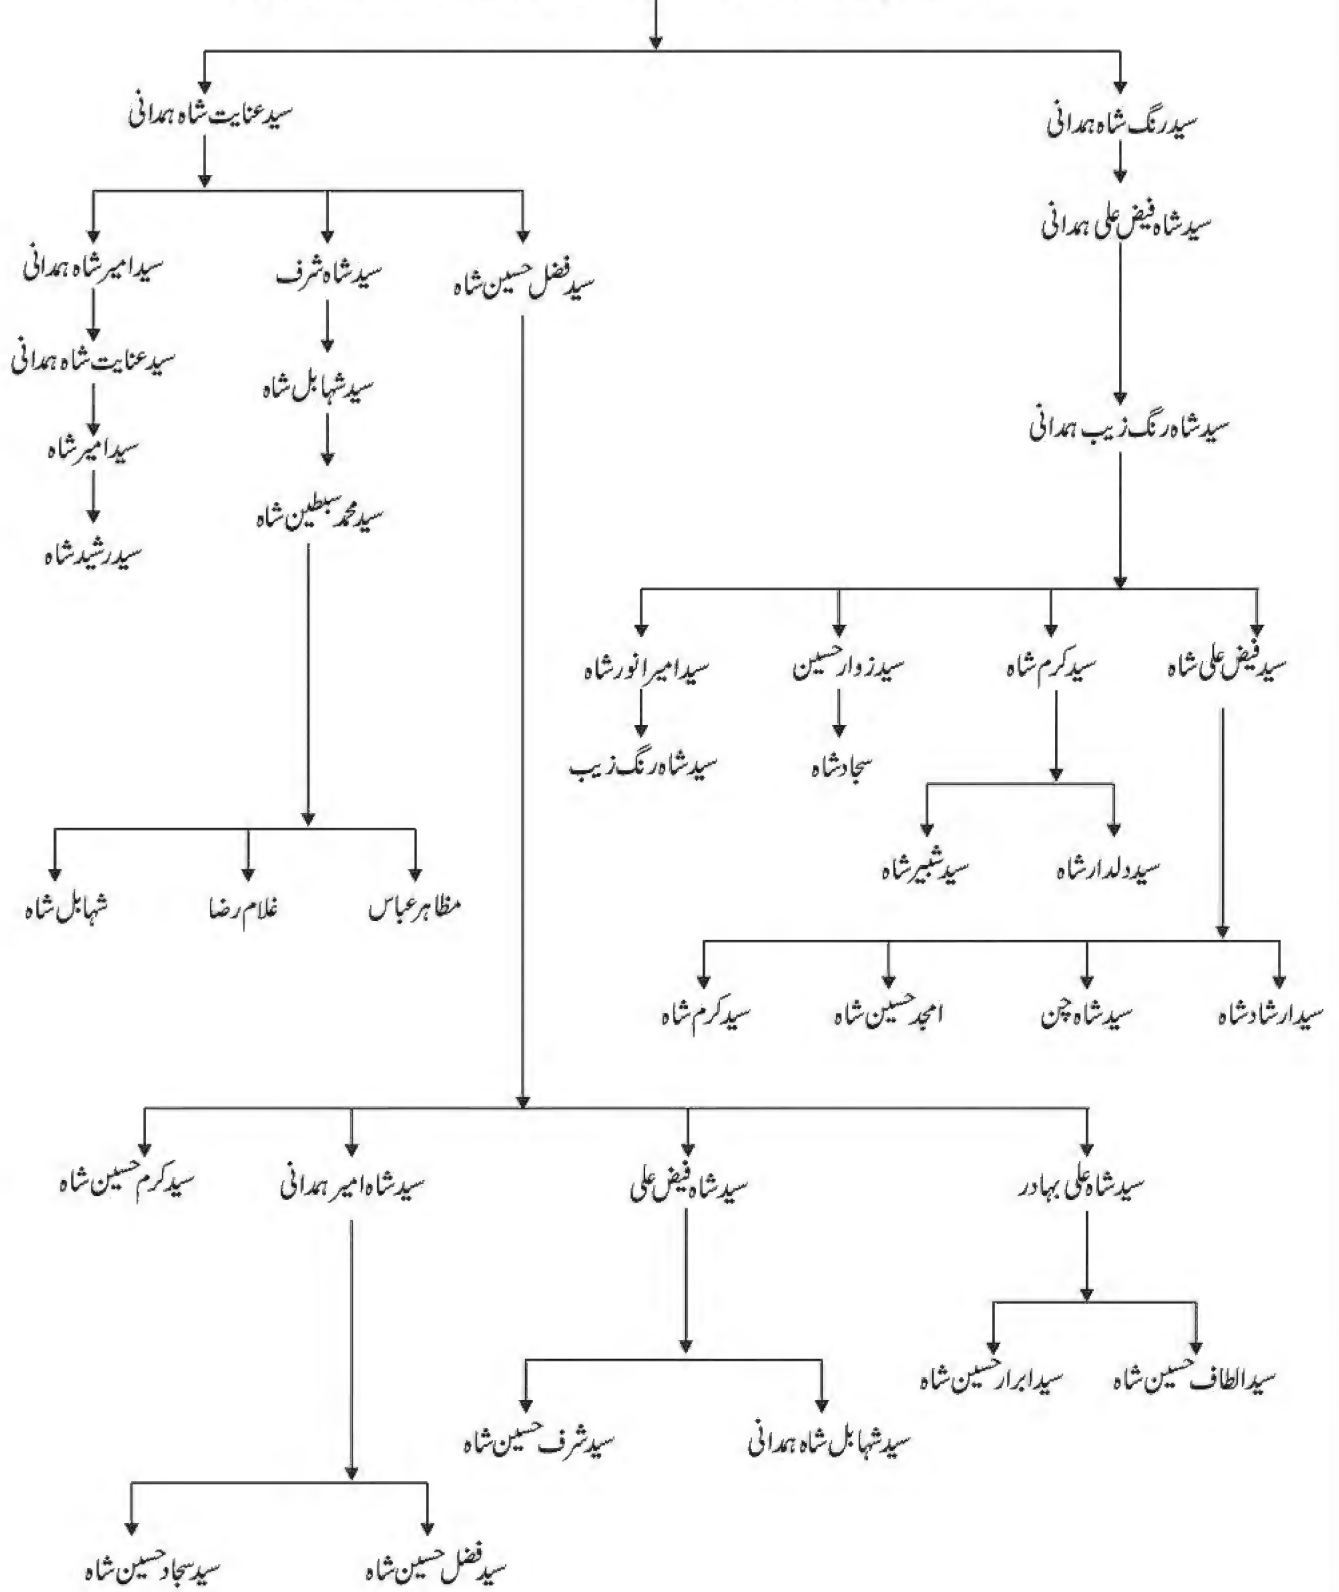 سید رنگ شاہ ہمدانی
سید عنایت شاہ ہمدانی
سید شاہ فیض علی ہمدانی
سید فضل حسین شاہ
سید شاہ شرف
سید امیر شاہ ہمدانی
سید عنایت شاہ ہمدانی
سید شہابل شاہ
سید شاہ رنگ زیب ہمدانی
سید امیر شاہ
سید محمد سبطین شاہ
سید رشید شاہ
سید فیض علی شاہ
سید کرم شاہ
سید زوار حسین
سید امیر انور شاہ
سجاد شاہ
سید شاہ رنگ زیب
سید دلدار شاہ
سید شبیر شاہ
مظاہر عباس
غلام رضا
شہابل شاہ
سید ارشاد شاہ
سید شاہ چن
امجد حسین شاہ
سید کرم شاہ
سید شاہ علی بہادر
سید شاہ فیض علی
سید شاہ امیر ہمدانی
سید کرم حسین شاہ
سید الطاف حسین شاہ
سید ابرار حسین شاہ
سید شہابل شاہ ہمدانی
سید شرف حسین شاہ
سید فضل حسین شاہ
سید سجاد حسین شاہ